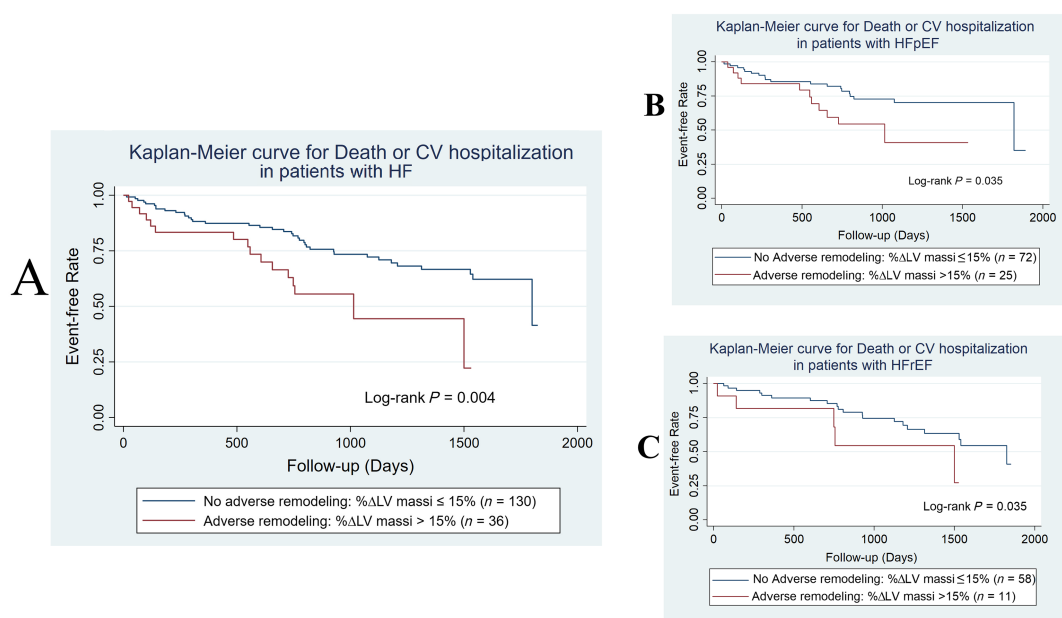 A
Kaplan-Meier curve for Death or CV hospitalization
in patients with HF
Event-free Rate
1.00
0.75
0.50
0.25
0.00
Log-rank P = 0.004
0 500 1000 1500 2000
Follow-up (Days)
No adverse remodeling: %ΔLV massi ≤ 15% (n = 130)
Adverse remodeling: %ΔLV massi > 15% (n = 36)
B
Kaplan-Meier curve for Death or CV hospitalization
in patients with HFpEF
Event-free Rate
1.00
0.75
0.50
0.25
0.00
Log-rank P = 0.035
0 500 1000 1500 2000
Follow-up (Days)
No Adverse remodeling: %ΔLV massi ≤15% (n = 72)
Adverse remodeling: %ΔLV massi >15% (n = 25)
C
Kaplan-Meier curve for Death or CV hospitalization
in patients with HFrEF
Event-free Rate
1.00
0.75
0.50
0.25
0.00
Log-rank P = 0.035
0 500 1000 1500 2000
Follow-up (Days)
No Adverse remodeling: %ΔLV massi ≤15% (n = 58)
Adverse remodeling: %ΔLV massi >15% (n = 11)